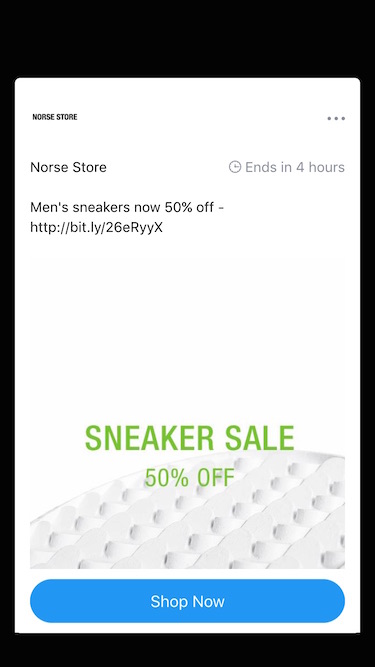 NORSE STORE
Norse Store
Ends in 4 hours
Men's sneakers now 50% off -
http://bit.ly/26eRyyX
SNEAKER SALE
50% OFF
Shop Now